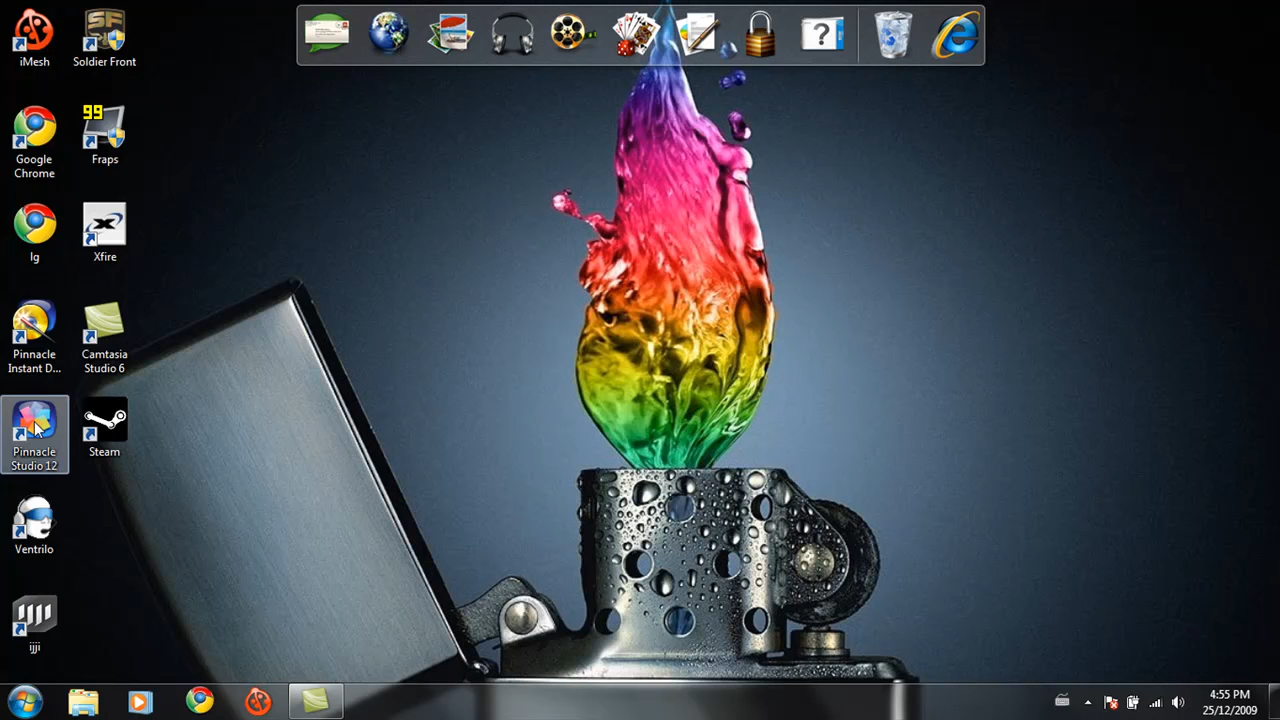 iMesh
Soldier Front
Google
Chrome
99
Fraps
Ig
Xfire
Pinnacle
Instant D...
Camtasia
Studio 6
Pinnacle
Studio 12
Steam
Ventrilo
ijji
?
4:55 PM
25/12/2009